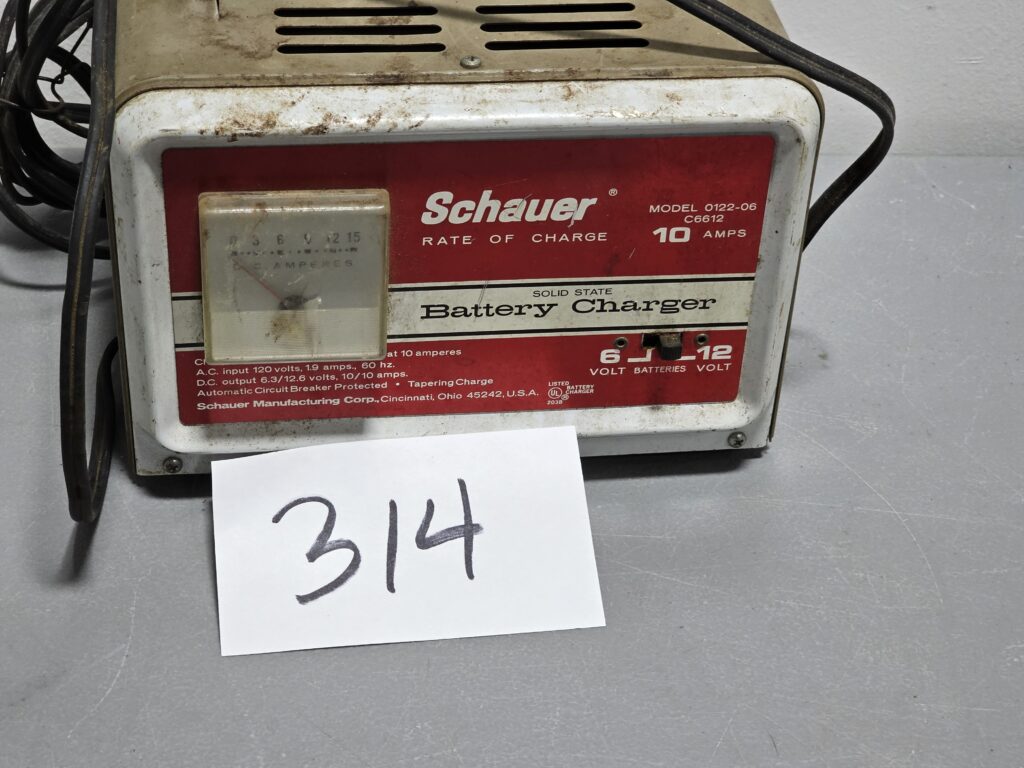 Schauer®
RATE OF CHARGE
MODEL 0122-06
C6612
10 AMPS
0 3 6 9 12 15
D.C. AMPERES
SOLID STATE
Battery Charger
6 12
VOLT BATTERIES VOLT
at 10 amperes
A.C. input 120 volts, 1.9 amps., 60 hz.
D.C. output 6.3/12.6 volts, 10/10 amps.
Automatic Circuit Breaker Protected • Tapering Charge
Schauer Manufacturing Corp., Cincinnati, Ohio 45242, U.S.A.
LISTED
UL® BATTERY CHARGER
203B
314